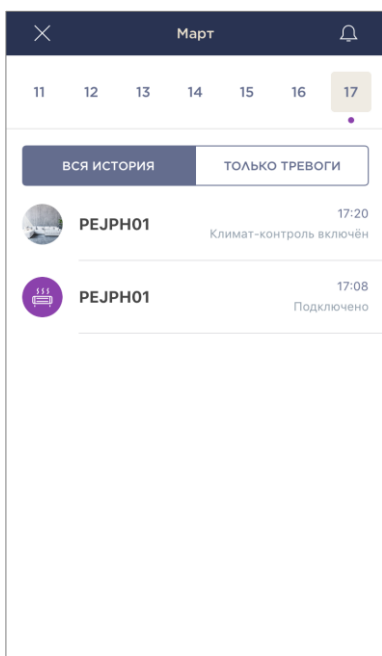 Март
11 12 13 14 15 16 17
ВСЯ ИСТОРИЯ ТОЛЬКО ТРЕВОГИ
17:20
PEJPH01
Климат-контроль включён
17:08
PEJPH01
Подключено